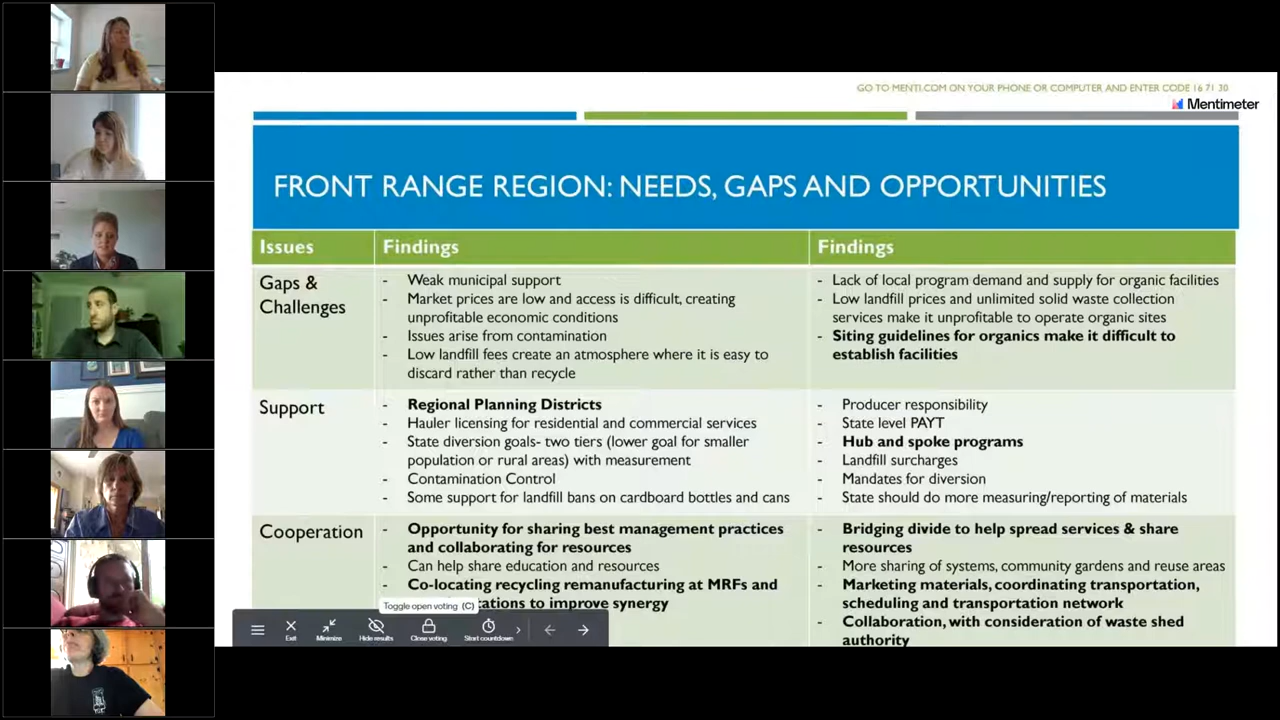 GO TO MENTI.COM ON YOUR PHONE OR COMPUTER AND ENTER CODE 16 71 30
Mentimeter
FRONT RANGE REGION: NEEDS, GAPS AND OPPORTUNITIES
Issues
Findings
Findings
Gaps &
Challenges
- Weak municipal support
- Market prices are low and access is difficult, creating
unprofitable economic conditions
- Issues arise from contamination
- Low landfill fees create an atmosphere where it is easy to
discard rather than recycle
- Lack of local program demand and supply for organic facilities
- Low landfill prices and unlimited solid waste collection
services make it unprofitable to operate organic sites
- Siting guidelines for organics make it difficult to
establish facilities
Support
- Regional Planning Districts
- Hauler licensing for residential and commercial services
- State diversion goals- two tiers (lower goal for smaller
population or rural areas) with measurement
- Contamination Control
- Some support for landfill bans on cardboard bottles and cans
- Producer responsibility
- State level PAYT
- Hub and spoke programs
- Landfill surcharges
- Mandates for diversion
- State should do more measuring/reporting of materials
Cooperation
- Opportunity for sharing best management practices
and collaborating for resources
- Can help share education and resources
- Co-locating recycling remanufacturing at MRFs and
to improve synergy
- Bridging divide to help spread services & share
resources
- More sharing of systems, community gardens and reuse areas
- Marketing materials, coordinating transportation,
scheduling and transportation network
- Collaboration, with consideration of waste shed
authority
Toggle open voting (C)
Exit
Minimize
Hide results
Close voting
Start countdown